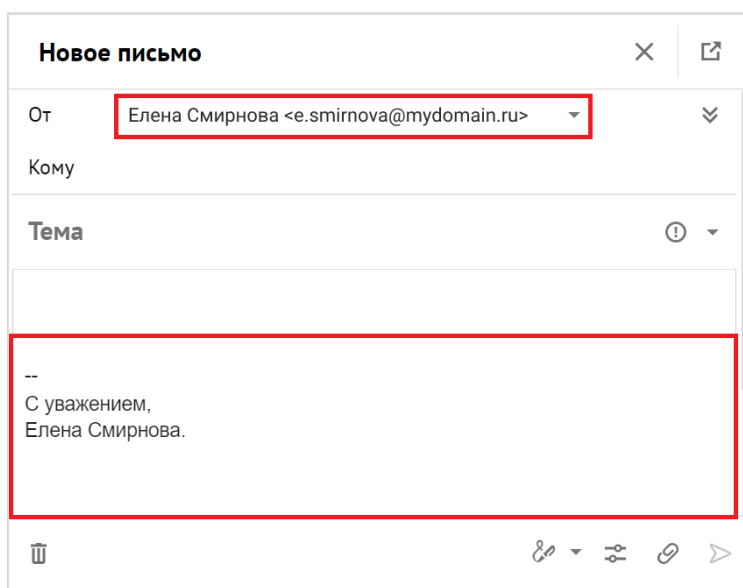 Новое письмо
От Елена Смирнова <e.smirnova@mydomain.ru>
Кому
Тема
--
С уважением,
Елена Смирнова.